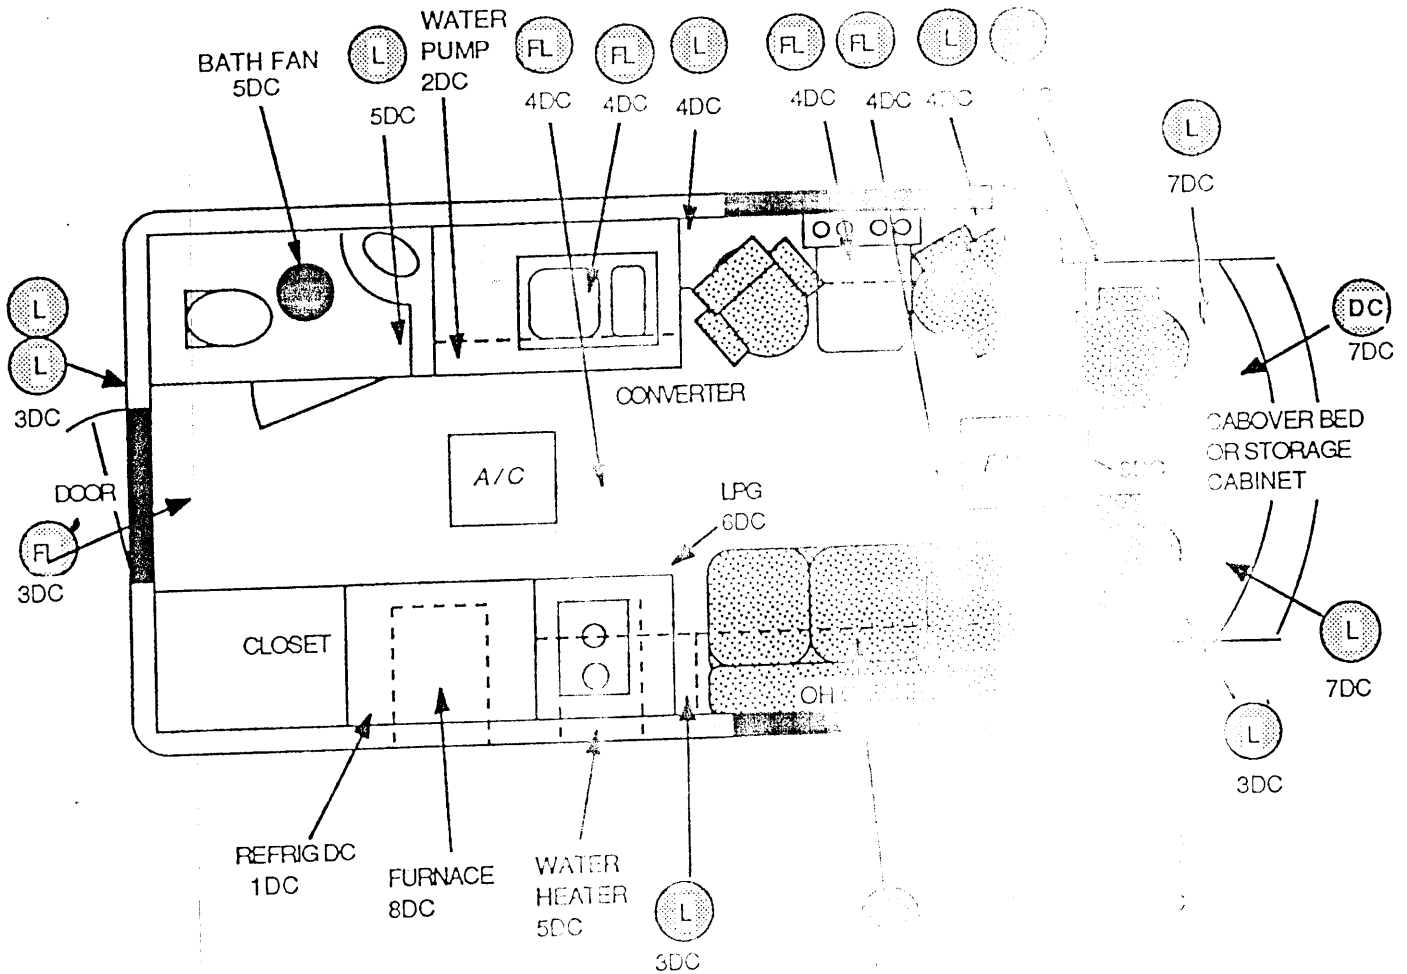 WATER
PUMP
2DC
BATH FAN
5DC
L
5DC
FL
4DC
FL
4DC
L
4DC
FL
4DC
FL
4DC
L
4DC
L
7DC
L
L
3DC
DC
7DC
CONVERTER
CABOVER BED
OR STORAGE
CABINET
A/C
LPG
6DC
DOOR
FL
3DC
CLOSET
OH
L
7DC
L
3DC
REFRIG DC
1DC
FURNACE
8DC
WATER
HEATER
5DC
L
3DC